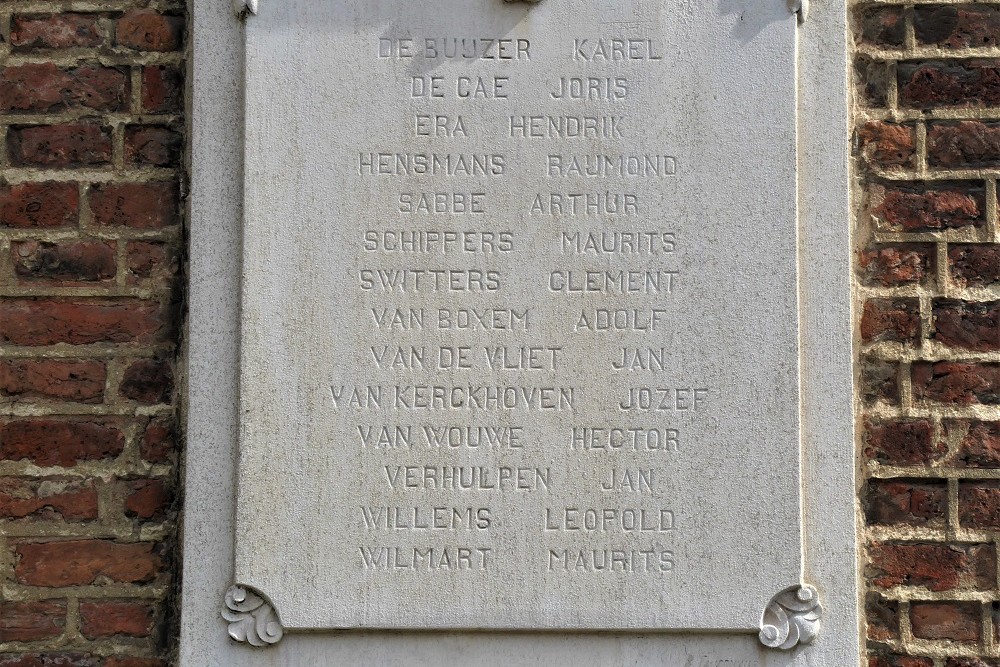 DE BUIJZER KAREL
DE CAE JORIS
ERA HENDRIK
HENSMANS RAIJMOND
SABBE ARTHUR
SCHIPPERS MAURITS
SWITTERS CLEMENT
VAN BOXEM ADOLF
VAN DE VLIET JAN
VAN KERCKHOVEN JOZEF
VAN WOUWE HECTOR
VERHULPEN JAN
WILLEMS LEOPOLD
WILMART MAURITS